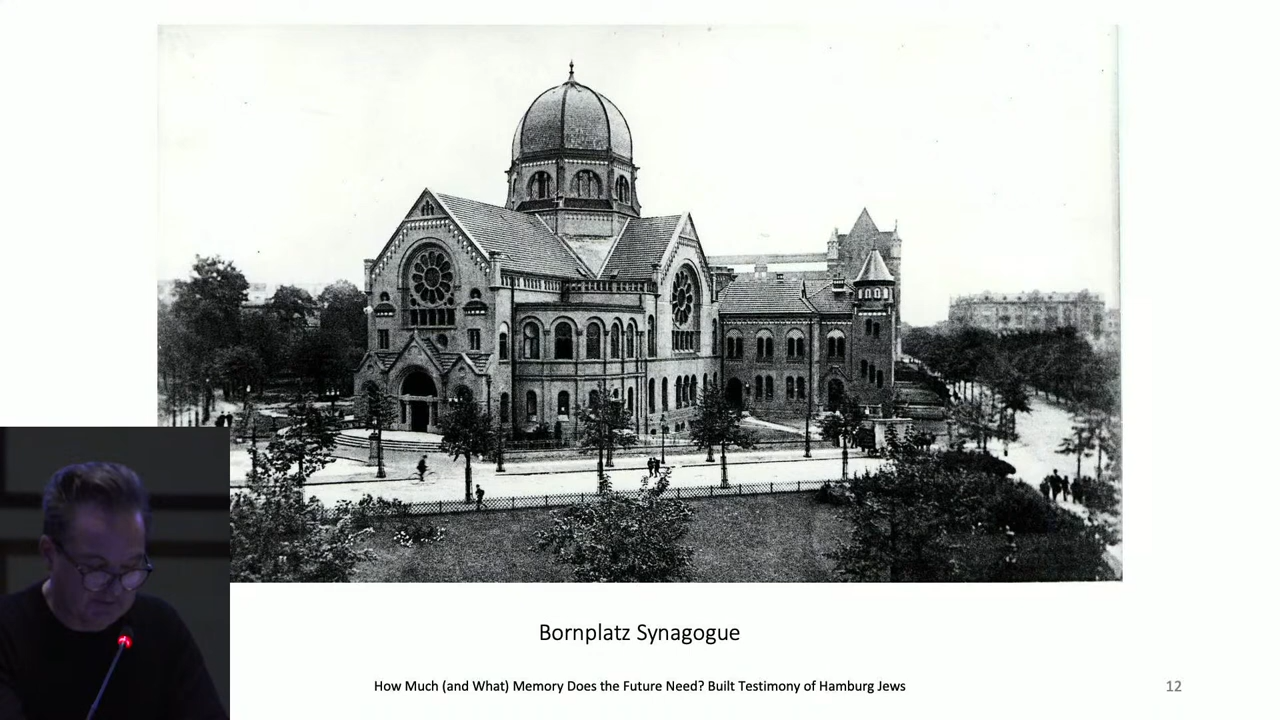 Bornplatz Synagogue
How Much (and What) Memory Does the Future Need? Built Testimony of Hamburg Jews
12